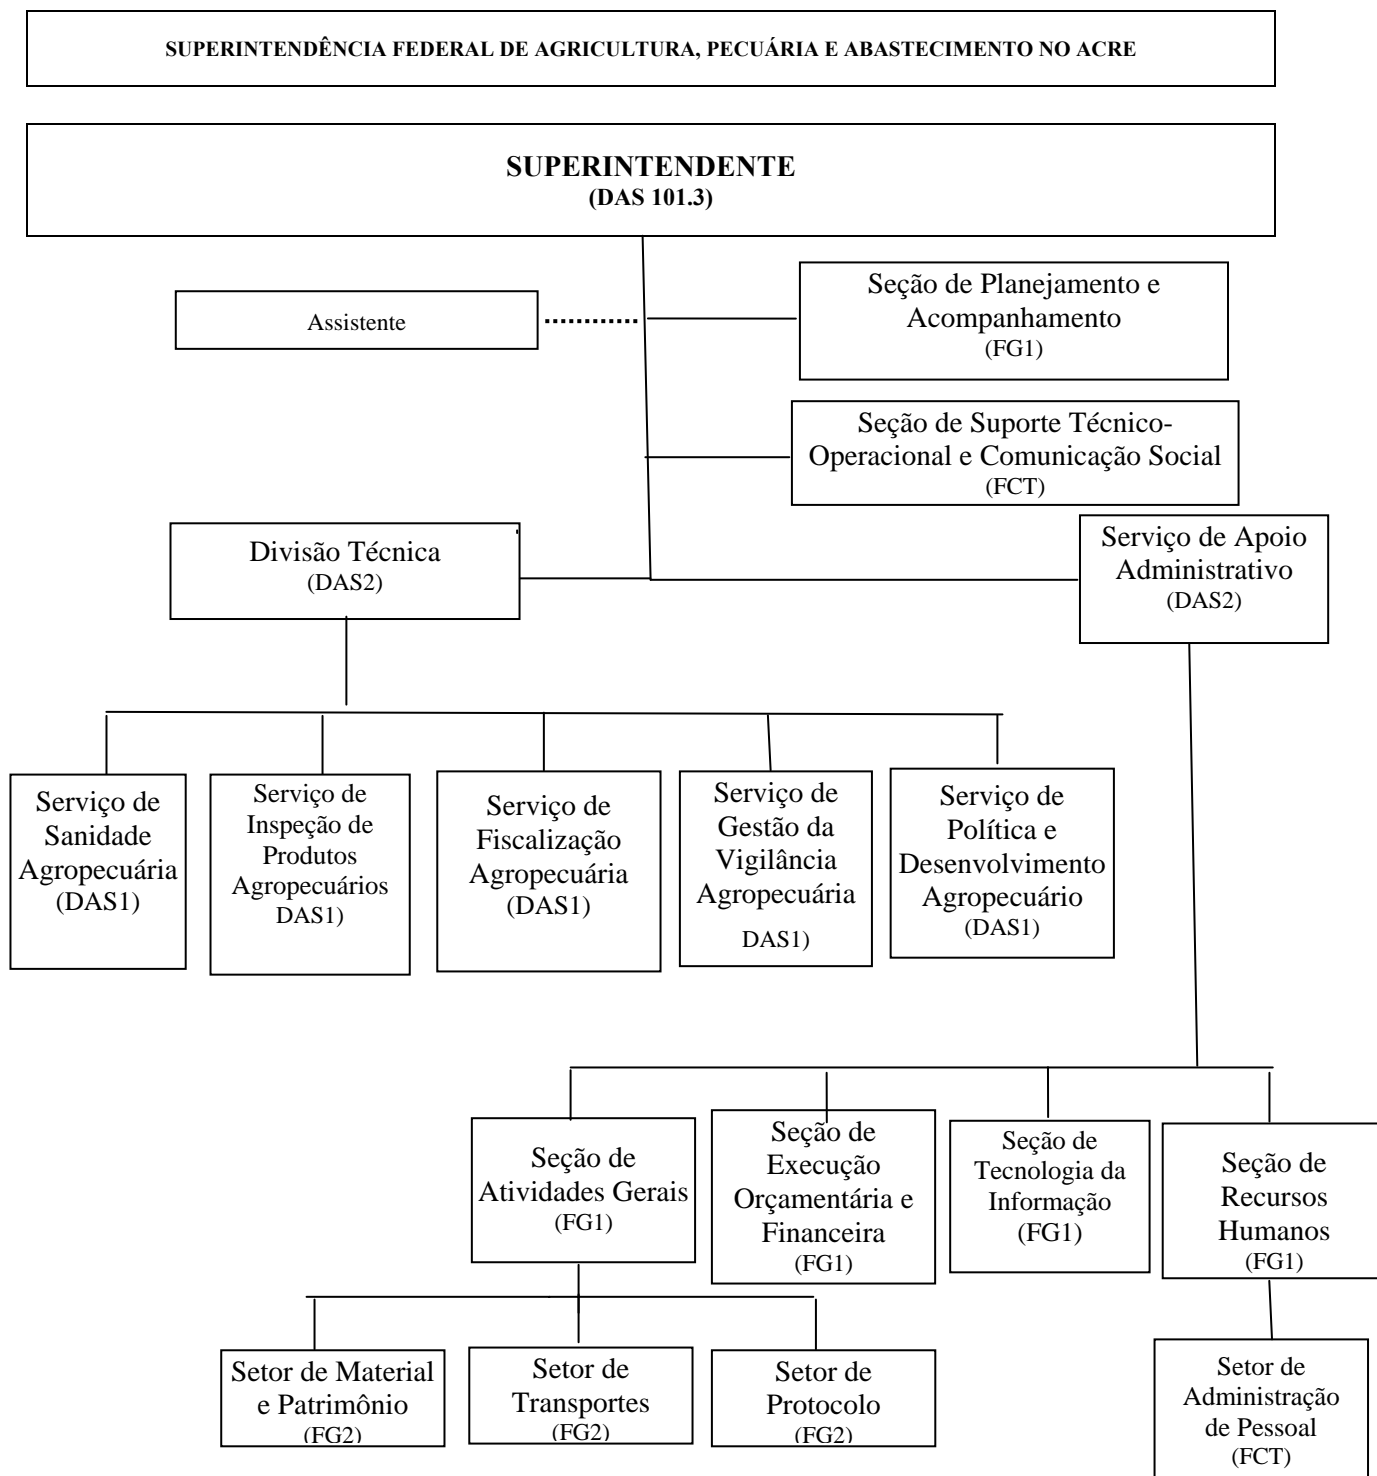 SUPERINTENDÊNCIA FEDERAL DE AGRICULTURA, PECUÁRIA E ABASTECIMENTO NO ACRE
SUPERINTENDENTE
(DAS 101.3)
Assistente
Seção de Planejamento e
Acompanhamento
(FG1)
Seção de Suporte Técnico-
Operacional e Comunicação Social
(FCT)
Divisão Técnica
(DAS2)
Serviço de Apoio
Administrativo
(DAS2)
Serviço de
Sanidade
Agropecuária
(DAS1)
Serviço de
Inspeção de
Produtos
Agropecuários
DAS1)
Serviço de
Fiscalização
Agropecuária
(DAS1)
Serviço de
Gestão da
Vigilância
Agropecuária
DAS1)
Serviço de
Política e
Desenvolvimento
Agropecuário
(DAS1)
Seção de
Atividades Gerais
(FG1)
Seção de
Execução
Orçamentária e
Financeira
(FG1)
Seção de
Tecnologia da
Informação
(FG1)
Seção de
Recursos
Humanos
(FG1)
Setor de Material
e Patrimônio
(FG2)
Setor de
Transportes
(FG2)
Setor de
Protocolo
(FG2)
Setor de
Administração
de Pessoal
(FCT)